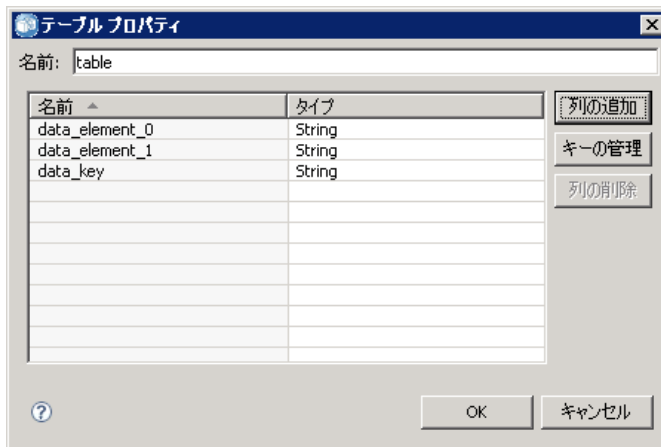 テーブル プロパティ
名前: table
名前 タイプ 列の追加
data_element_0 String
data_element_1 String キーの管理
data_key String 列の削除
? OK キャンセル